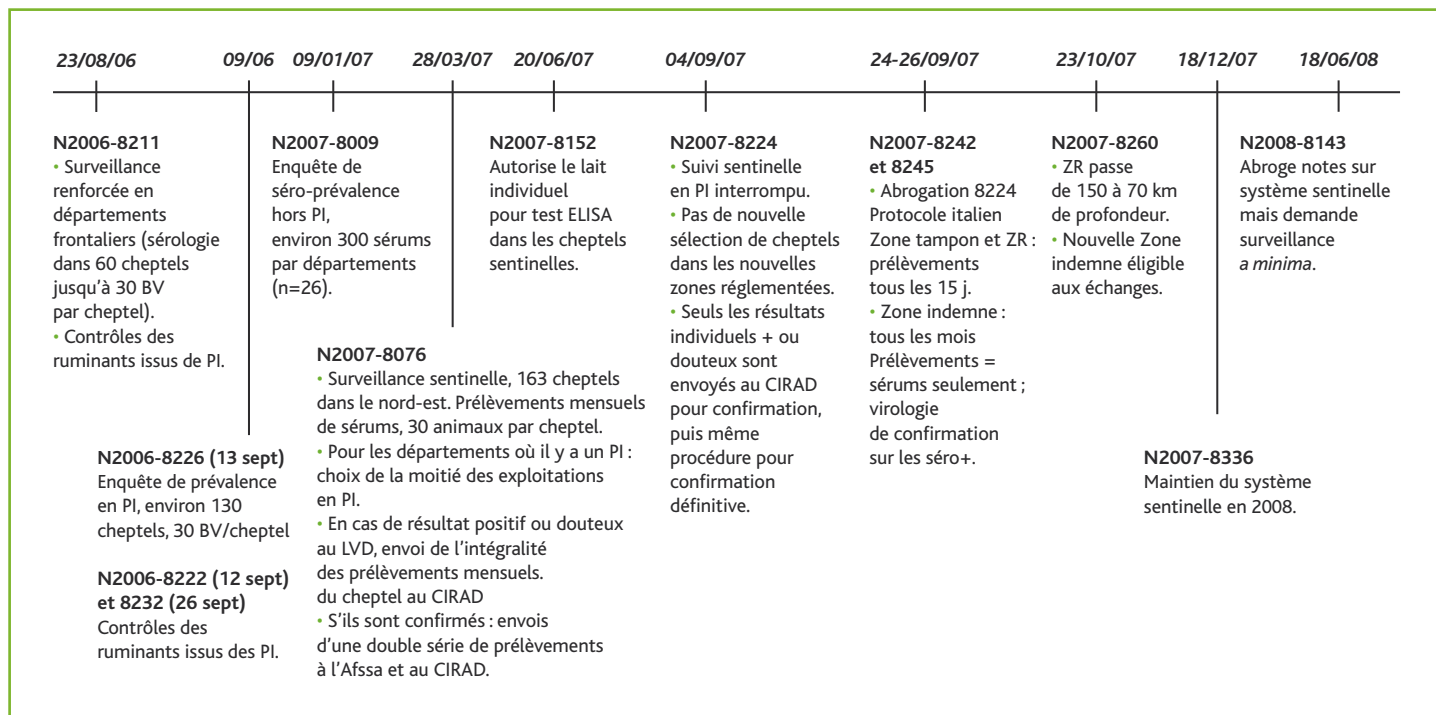 23/08/06
09/06
09/01/07
28/03/07
20/06/07
04/09/07
24-26/09/07
23/10/07
18/12/07
18/06/08
N2006-8211
• Surveillance
renforcée en
départements
frontaliers (sérologie
dans 60 cheptels
jusqu'à 30 BV
par cheptel).
• Contrôles des
ruminants issus de PI.
N2006-8226 (13 sept)
Enquête de prévalence
en PI, environ 130
cheptels, 30 BV/cheptel
N2006-8222 (12 sept)
et 8232 (26 sept)
Contrôles des
ruminants issus des PI.
N2007-8009
Enquête de
séro-prévalence
hors PI,
environ 300 sérums
par départements
(n=26).
N2007-8076
• Surveillance sentinelle, 163 cheptels
dans le nord-est. Prélèvements mensuels
de sérums, 30 animaux par cheptel.
• Pour les départements où il y a un PI :
choix de la moitié des exploitations
en PI.
• En cas de résultat positif ou douteux
au LVD, envoi de l'intégralité
des prélèvements mensuels.
du cheptel au CIRAD
• S'ils sont confirmés : envois
d'une double série de prélèvements
à l'Afssa et au CIRAD.
N2007-8152
Autorise le lait
individuel
pour test ELISA
dans les cheptels
sentinelles.
N2007-8224
• Suivi sentinelle
en PI interrompu.
• Pas de nouvelle
sélection de cheptels
dans les nouvelles
zones réglementées.
• Seuls les résultats
individuels + ou
douteux sont
envoyés au CIRAD
pour confirmation,
puis même
procédure pour
confirmation
définitive.
N2007-8242
et 8245
• Abrogation 8224
Protocole italien
Zone tampon et ZR :
prélèvements
tous les 15 j.
• Zone indemne :
tous les mois
Prélèvements =
sérums seulement ;
virologie
de confirmation
sur les séro+.
N2007-8260
• ZR passe
de 150 à 70 km
de profondeur.
• Nouvelle Zone
indemne éligible
aux échanges.
N2007-8336
Maintien du système
sentinelle en 2008.
N2008-8143
Abroge notes sur
système sentinelle
mais demande
surveillance
a minima.